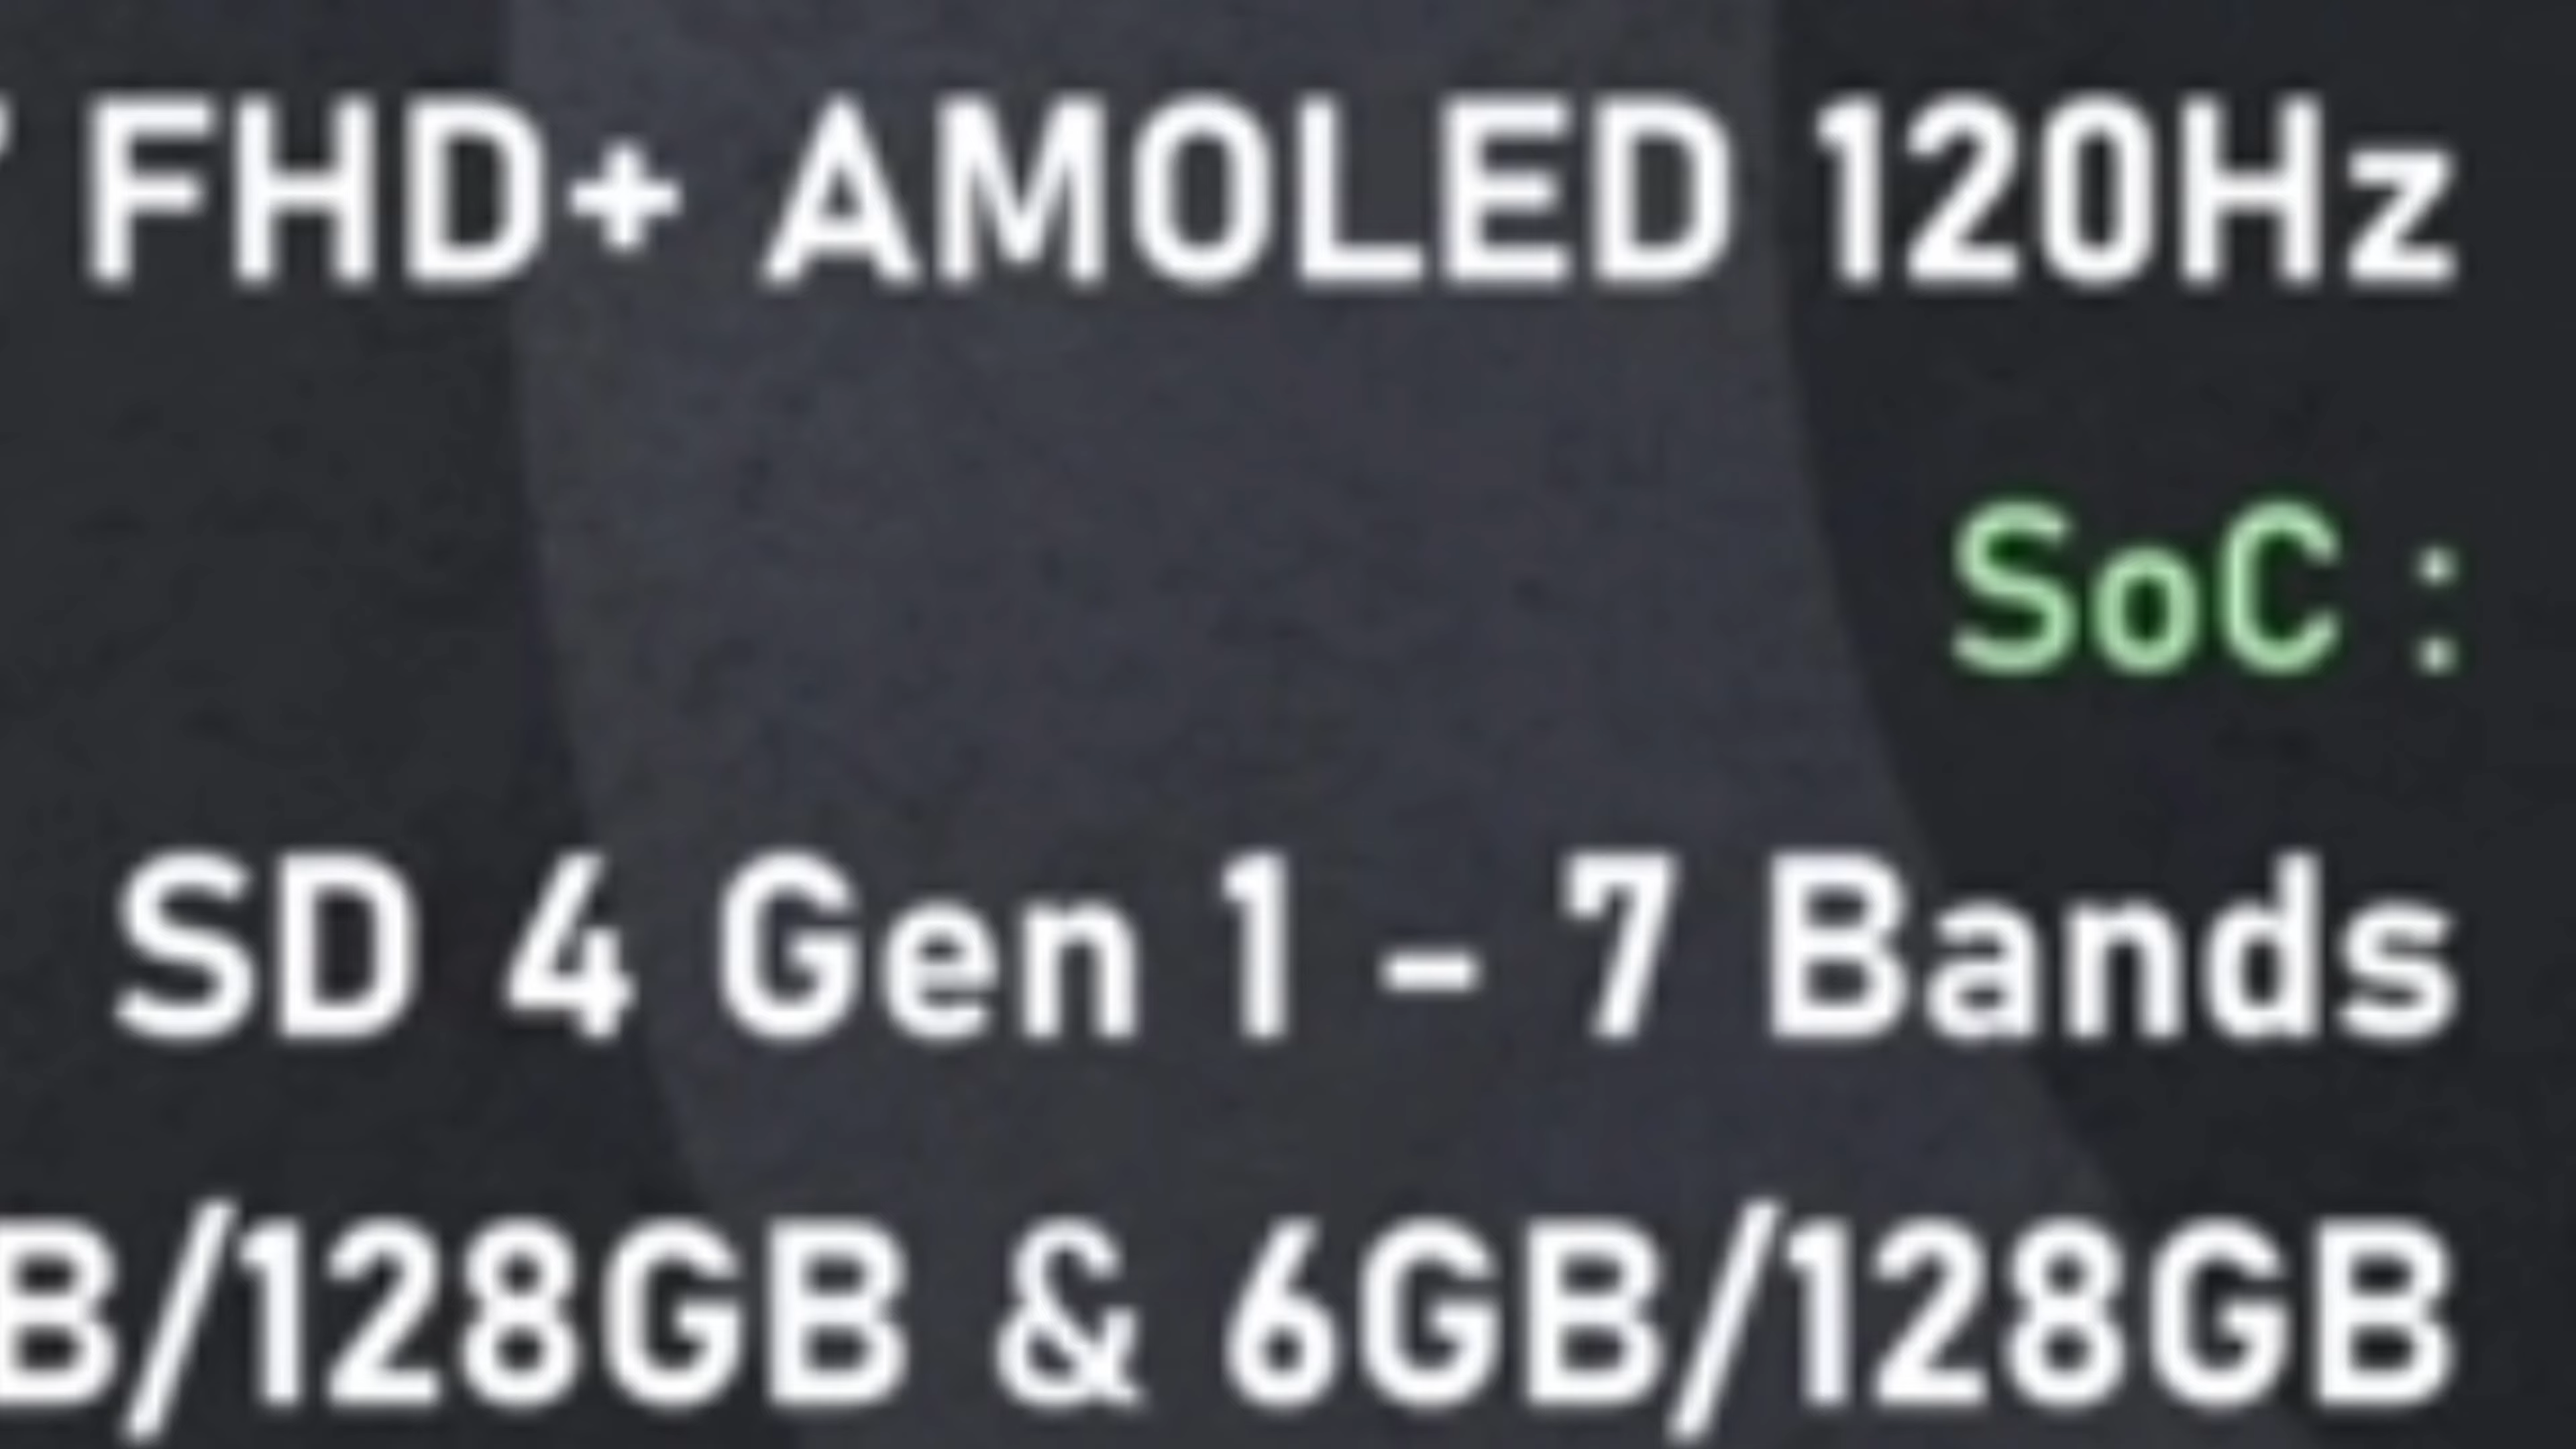 FHD+ AMOLED 120Hz
SoC :
SD 4 Gen 1 – 7 Bands
B/128GB & 6GB/128GB